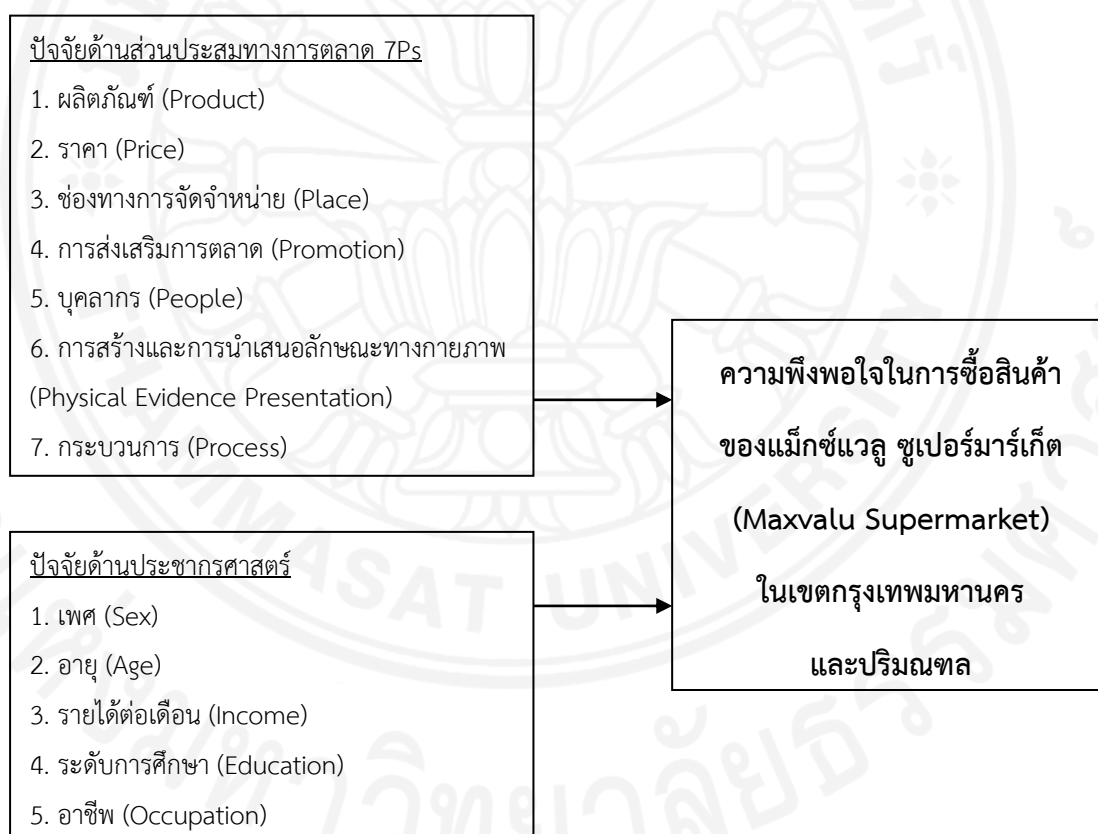 ปัจจัยด้านส่วนประสมทางการตลาด 7Ps
1. ผลิตภัณฑ์ (Product)
2. ราคา (Price)
3. ช่องทางการจัดจำหน่าย (Place)
4. การส่งเสริมการตลาด (Promotion)
5. บุคลากร (People)
6. การสร้างและการนำเสนอลักษณะทางกายภาพ
(Physical Evidence Presentation)
7. กระบวนการ (Process)
ความพึงพอใจในการซื้อสินค้า
ของแม็กซ์แวลู ซูเปอร์มาร์เก็ต
(Maxvalu Supermarket)
ในเขตกรุงเทพมหานคร
และปริมณฑล
ปัจจัยด้านประชากรศาสตร์
1. เพศ (Sex)
2. อายุ (Age)
3. รายได้ต่อเดือน (Income)
4. ระดับการศึกษา (Education)
5. อาชีพ (Occupation)